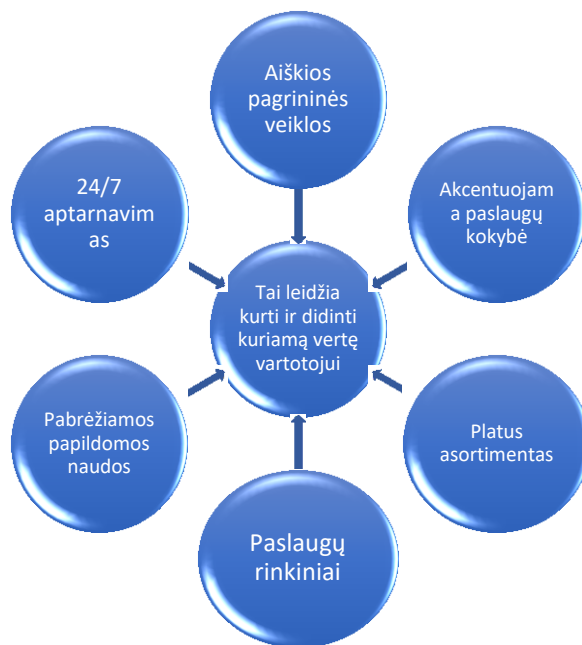 Aiškios
pagrininės
veiklos
24/7
aptarnavim
as
Akcentuojam
a paslaugų
kokybė
Tai leidžia
kurti ir didinti
kuriamą vertę
vartotojui
Pabrėžiamos
papildomos
naudos
Platus
asortimentas
Paslaugų
rinkiniai